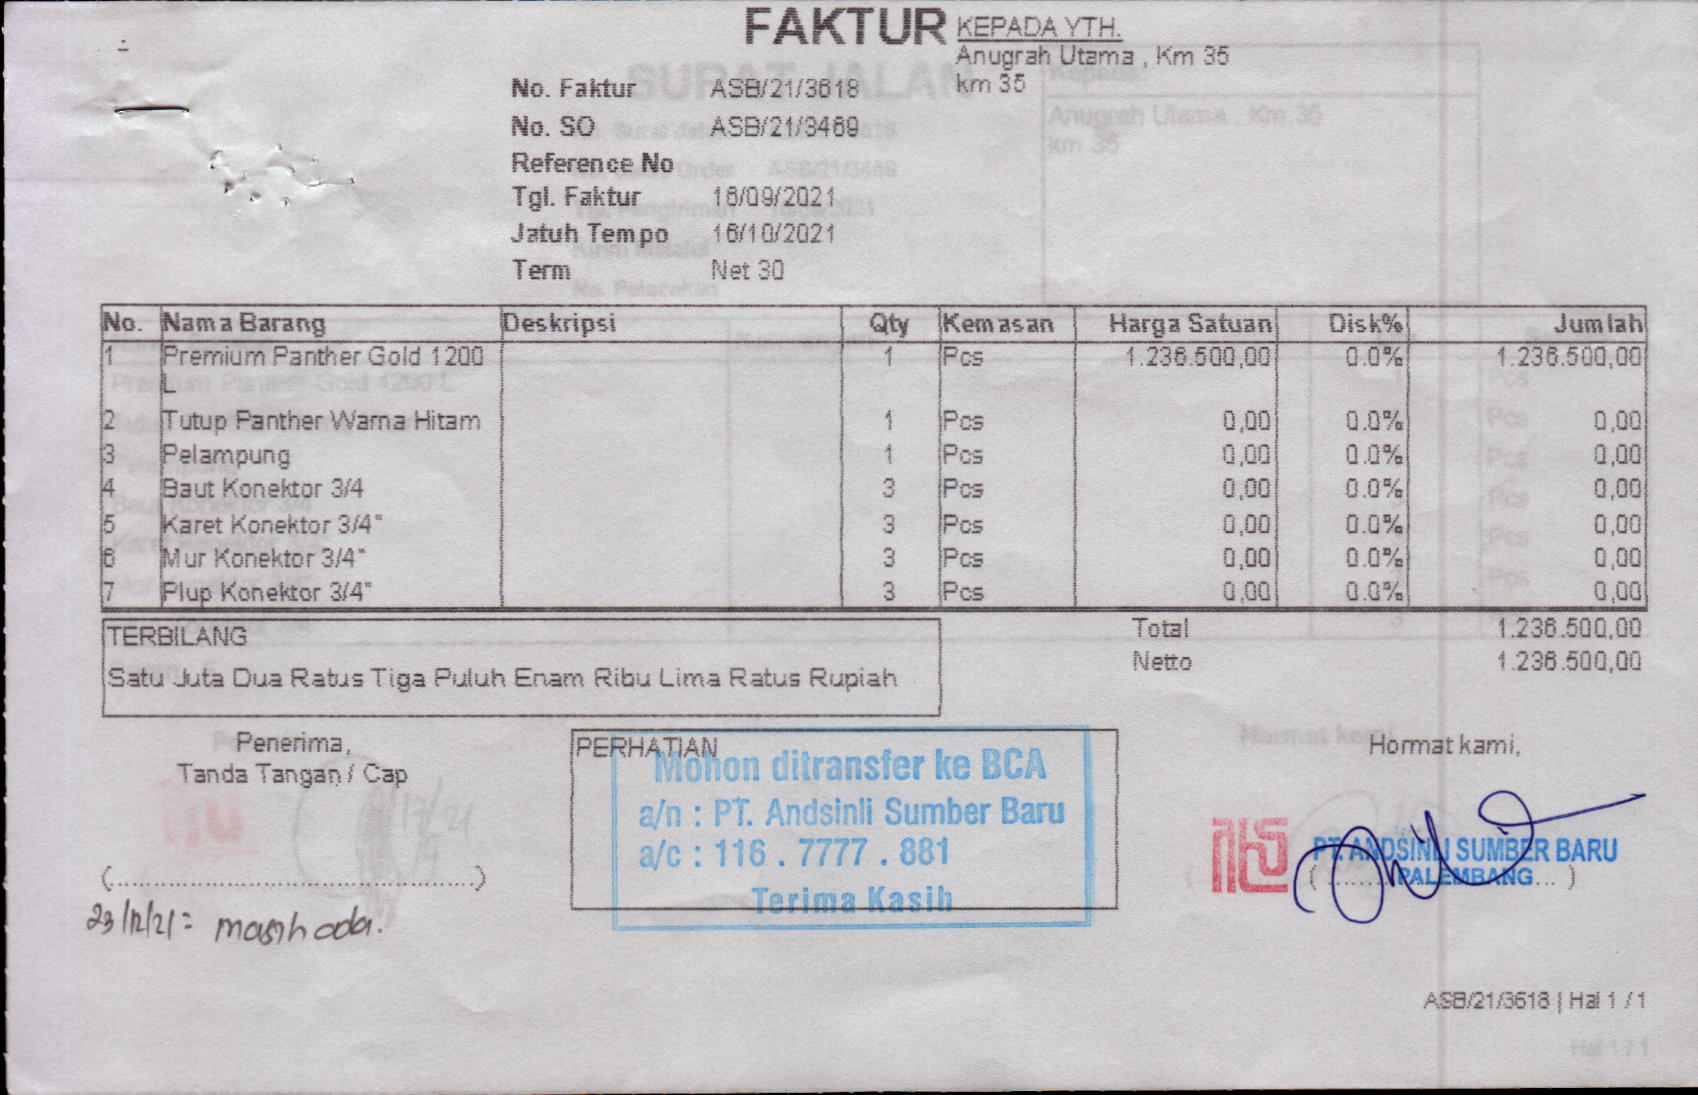 FAKTUR
KEPADA YTH.
Anugrah Utama , Km 35
km 35
No. Faktur ASB/21/3618
No. SO ASB/21/3469
Reference No
Tgl. Faktur 16/09/2021
Jatuh Tempo 16/10/2021
Term Net 30
No. Nama Barang Deskripsi Qty Kemasan Harga Satuan Disk% Jumlah
1 Premium Panther Gold 1200 1 Pcs 1.236.500,00 0.0% 1.236.500,00
L
2 Tutup Panther Warna Hitam 1 Pcs 0,00 0.0% 0,00
3 Pelampung 1 Pcs 0,00 0.0% 0,00
4 Baut Konektor 3/4 3 Pcs 0,00 0.0% 0,00
5 Karet Konektor 3/4" 3 Pcs 0,00 0.0% 0,00
6 Mur Konektor 3/4" 3 Pcs 0,00 0.0% 0,00
7 Plup Konektor 3/4" 3 Pcs 0,00 0.0% 0,00
TERBILANG
Satu Juta Dua Ratus Tiga Puluh Enam Ribu Lima Ratus Rupiah
Total 1.236.500,00
Netto 1.236.500,00
Penerima,
Tanda Tangan / Cap
(..........................................................)
23/12/21 = masih ada.
PERHATIAN
Mohon ditransfer ke BCA
a/n : PT. Andsinli Sumber Baru
a/c : 116 . 7777 . 881
Terima Kasih
Hormat kami,
PT. ANDSINLI SUMBER BARU
PALEMBANG
ASB/21/3618 | Hal 1 / 1